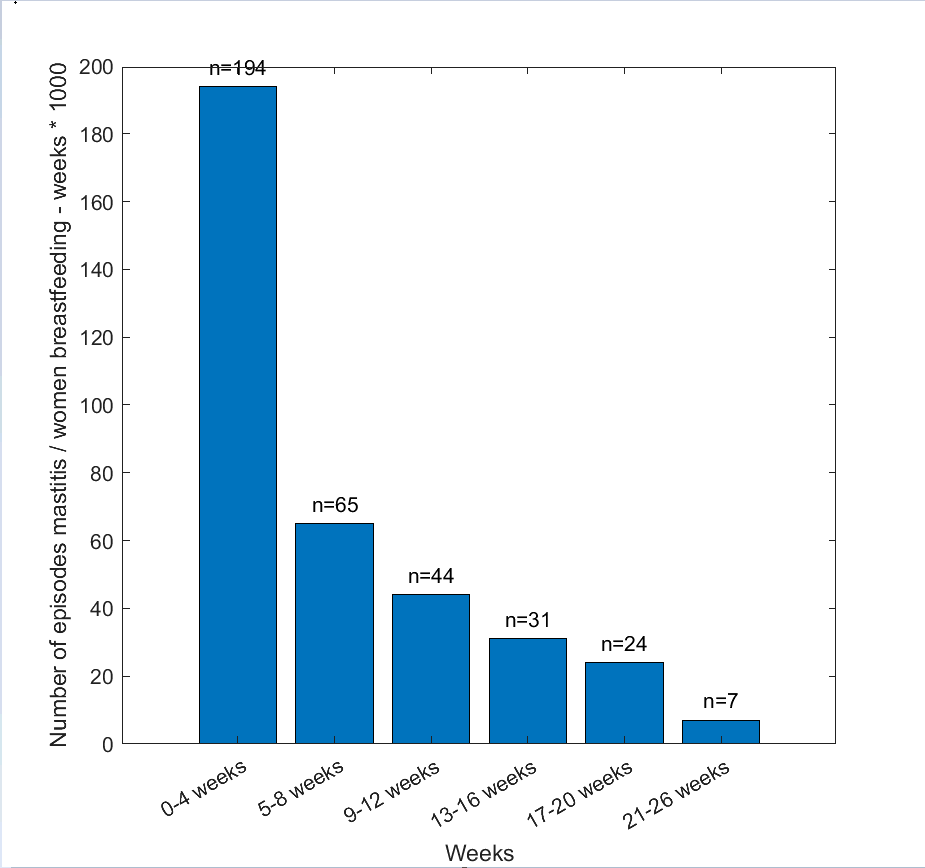 Number of episodes mastitis / women breastfeeding - weeks * 1000
200
180
160
140
120
100
80
60
40
20
0
n=194
n=65
n=44
n=31
n=24
n=7
0-4 weeks
5-8 weeks
9-12 weeks
13-16 weeks
17-20 weeks
21-26 weeks
Weeks